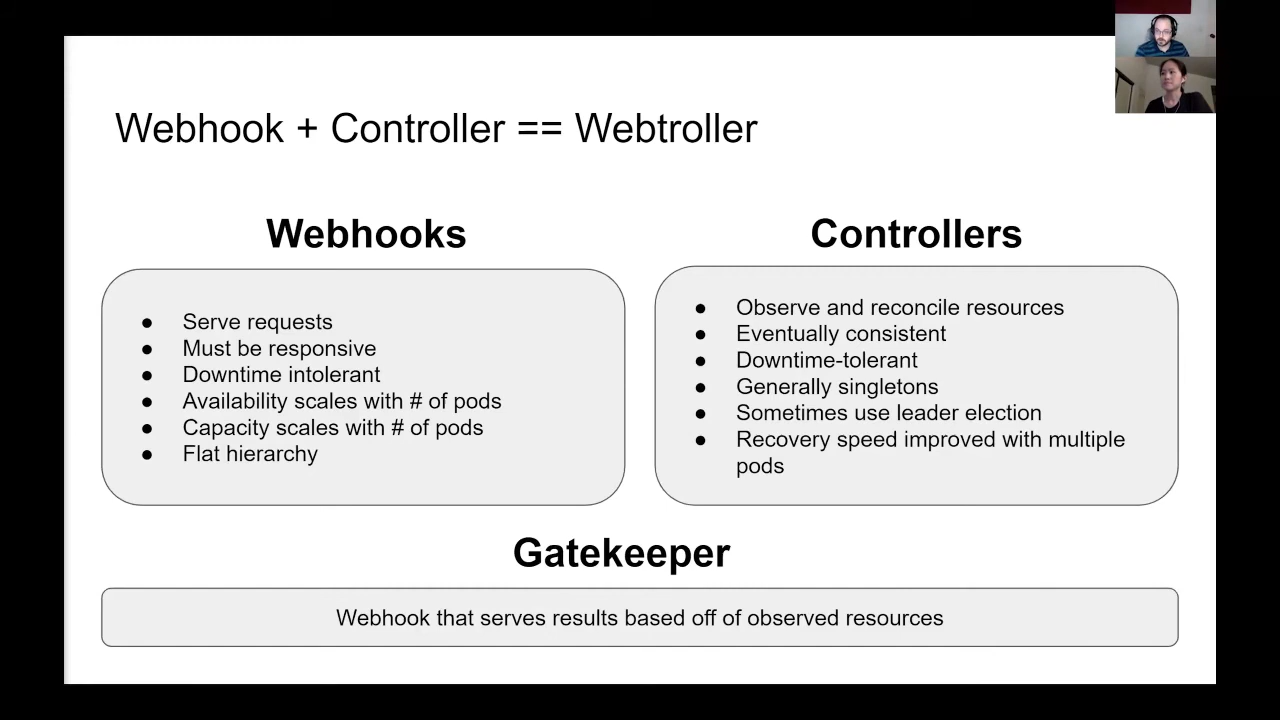 Webhook + Controller == Webtroller
Webhooks
● Serve requests
● Must be responsive
● Downtime intolerant
● Availability scales with # of pods
● Capacity scales with # of pods
● Flat hierarchy
Controllers
● Observe and reconcile resources
● Eventually consistent
● Downtime-tolerant
● Generally singletons
● Sometimes use leader election
● Recovery speed improved with multiple
pods
Gatekeeper
Webhook that serves results based off of observed resources